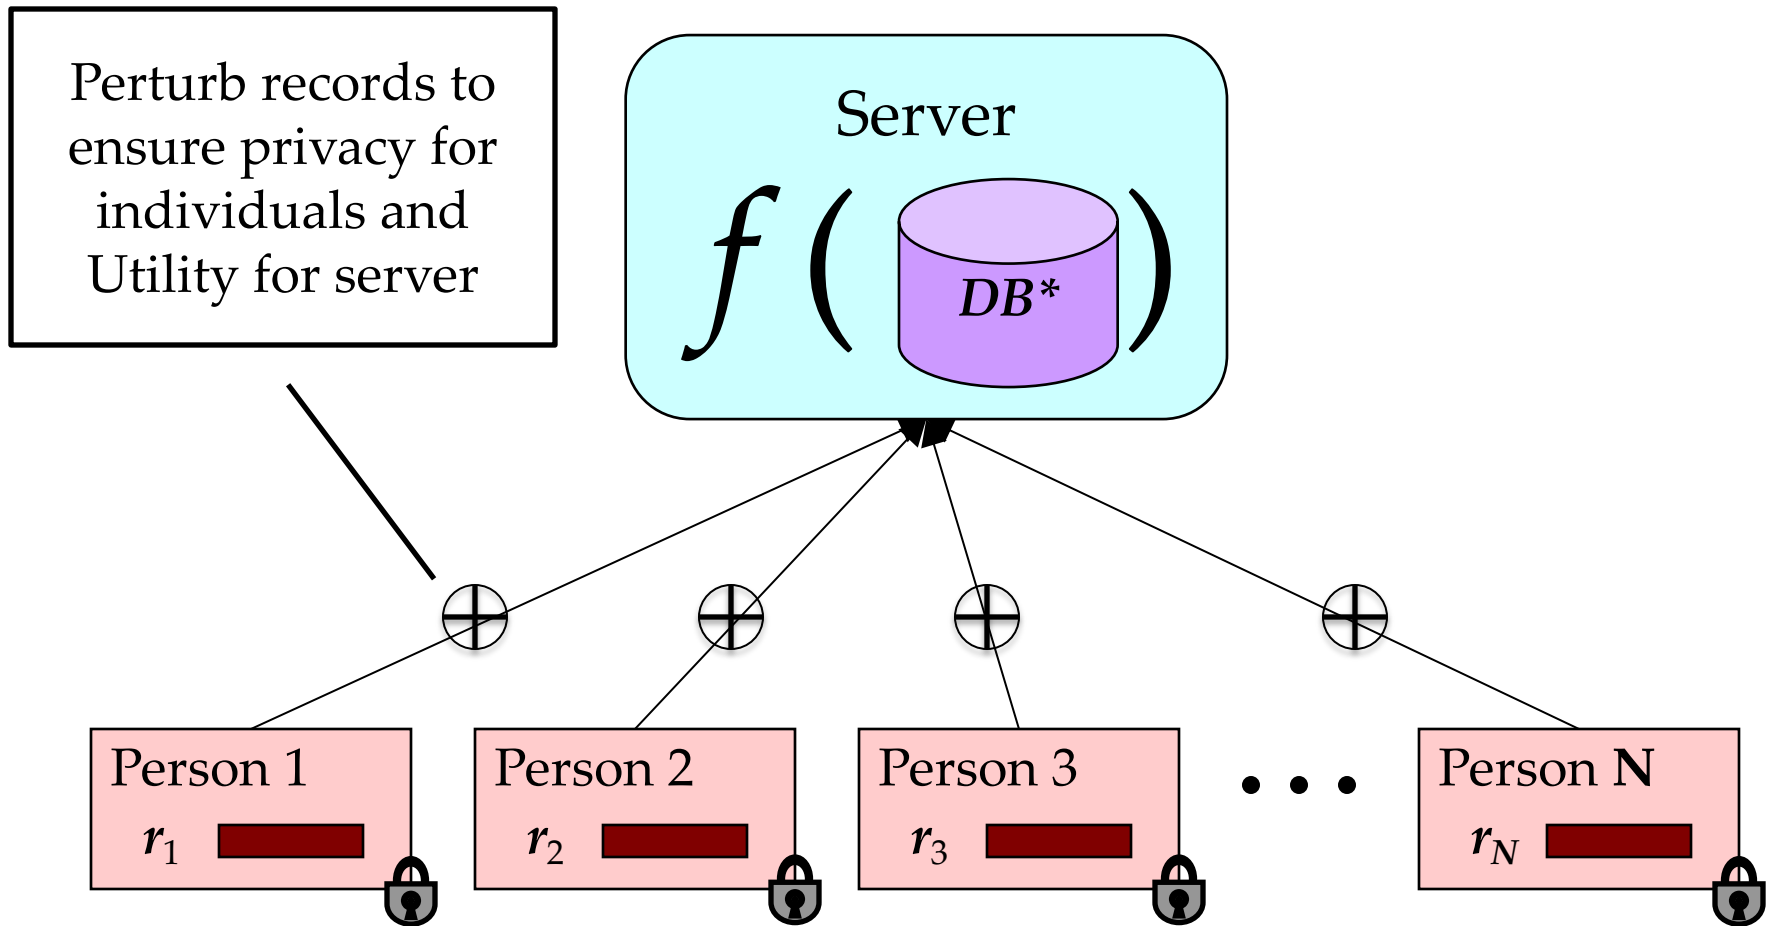 Perturb records to
ensure privacy for
individuals and
Utility for server
Server
f ( DB* )
Person 1
r₁
Person 2
r₂
Person 3
r₃
• • •
Person N
r_N